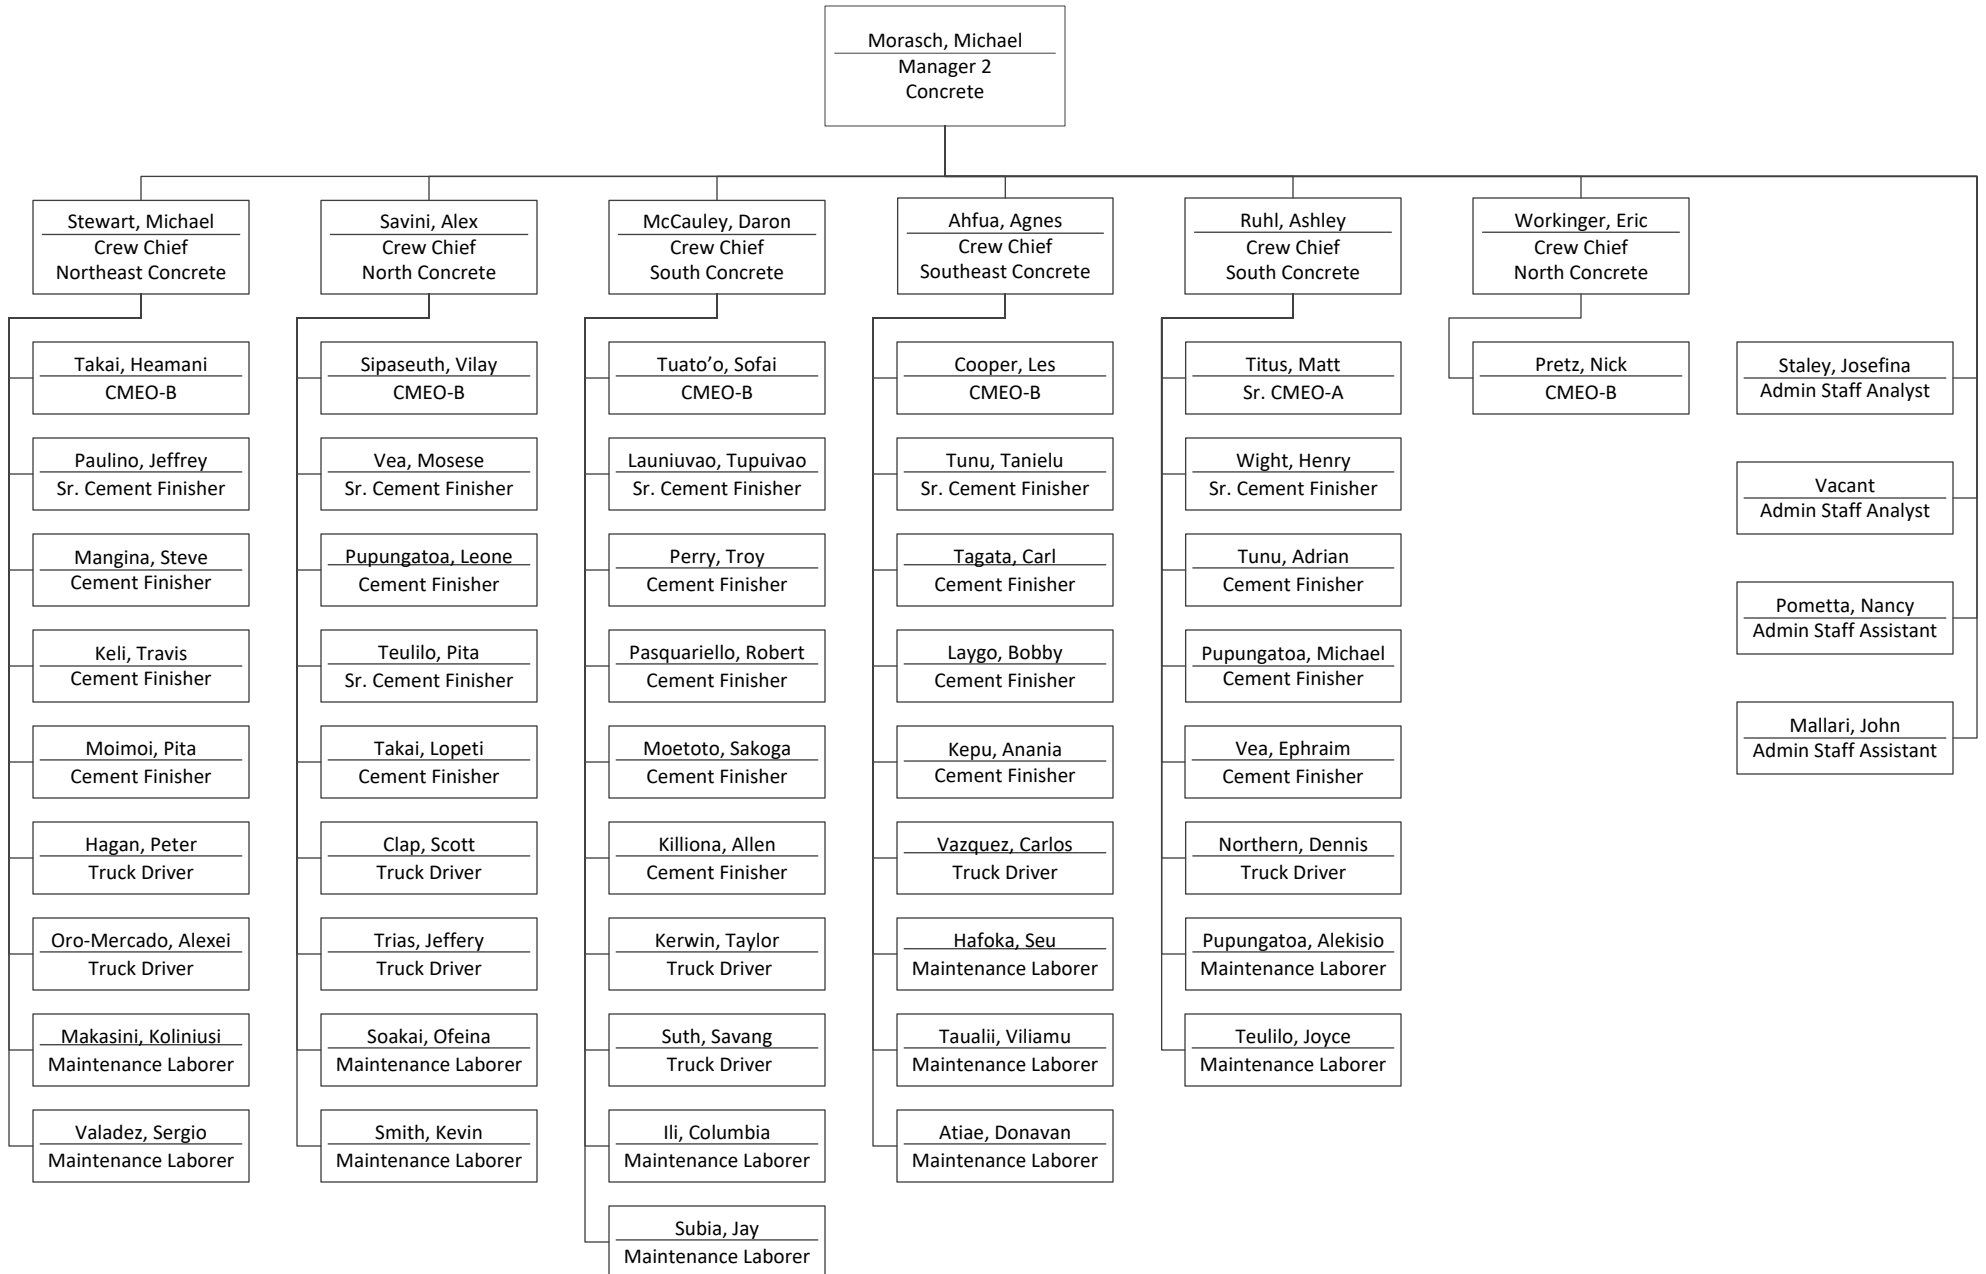 Morasch, Michael
Manager 2
Concrete
Stewart, Michael
Crew Chief
Northeast Concrete
Takai, Heamani
CMEO-B
Paulino, Jeffrey
Sr. Cement Finisher
Mangina, Steve
Cement Finisher
Keli, Travis
Cement Finisher
Moimoi, Pita
Cement Finisher
Hagan, Peter
Truck Driver
Oro-Mercado, Alexei
Truck Driver
Makasini, Koliniusi
Maintenance Laborer
Valadez, Sergio
Maintenance Laborer
Savini, Alex
Crew Chief
North Concrete
Sipaseuth, Vilay
CMEO-B
Vea, Mosese
Sr. Cement Finisher
Pupungatoa, Leone
Cement Finisher
Teulilo, Pita
Sr. Cement Finisher
Takai, Lopeti
Cement Finisher
Clap, Scott
Truck Driver
Trias, Jeffery
Truck Driver
Soakai, Ofeina
Maintenance Laborer
Smith, Kevin
Maintenance Laborer
McCauley, Daron
Crew Chief
South Concrete
Tuato’o, Sofai
CMEO-B
Launiuvao, Tupuivao
Sr. Cement Finisher
Perry, Troy
Cement Finisher
Pasquariello, Robert
Cement Finisher
Moetoto, Sakoga
Cement Finisher
Killiona, Allen
Cement Finisher
Kerwin, Taylor
Truck Driver
Suth, Savang
Truck Driver
Ili, Columbia
Maintenance Laborer
Subia, Jay
Maintenance Laborer
Ahfua, Agnes
Crew Chief
Southeast Concrete
Cooper, Les
CMEO-B
Tunu, Tanielu
Sr. Cement Finisher
Tagata, Carl
Cement Finisher
Laygo, Bobby
Cement Finisher
Kepu, Anania
Cement Finisher
Vazquez, Carlos
Truck Driver
Hafoka, Seu
Maintenance Laborer
Taualii, Viliamu
Maintenance Laborer
Atiae, Donavan
Maintenance Laborer
Ruhl, Ashley
Crew Chief
South Concrete
Titus, Matt
Sr. CMEO-A
Wight, Henry
Sr. Cement Finisher
Tunu, Adrian
Cement Finisher
Pupungatoa, Michael
Cement Finisher
Vea, Ephraim
Cement Finisher
Northern, Dennis
Truck Driver
Pupungatoa, Alekisio
Maintenance Laborer
Teulilo, Joyce
Maintenance Laborer
Workinger, Eric
Crew Chief
North Concrete
Pretz, Nick
CMEO-B
Staley, Josefina
Admin Staff Analyst
Vacant
Admin Staff Analyst
Pometta, Nancy
Admin Staff Assistant
Mallari, John
Admin Staff Assistant